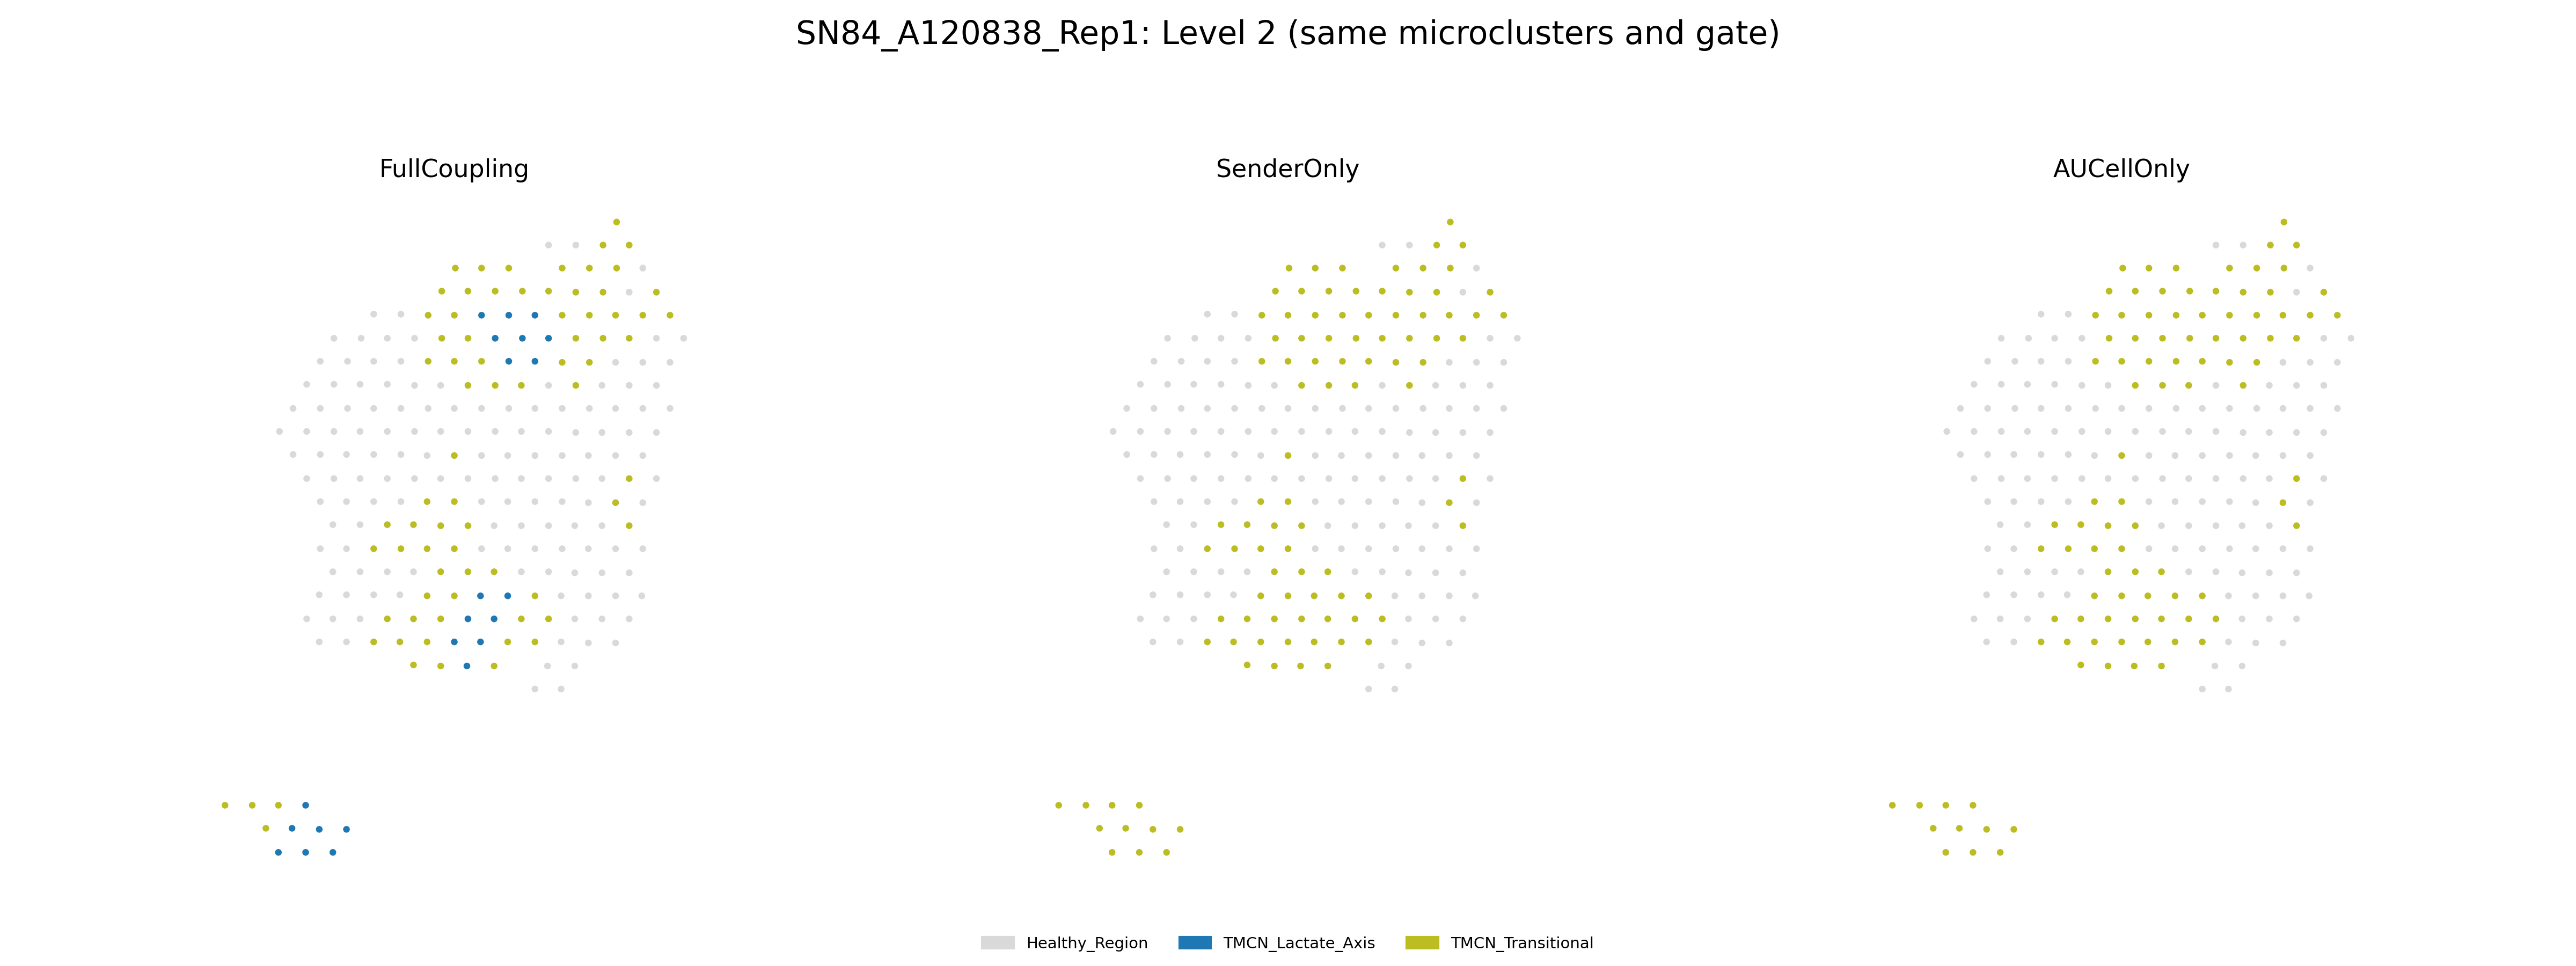 SN84_A120838_Rep1: Level 2 (same microclusters and gate)
FullCoupling
SenderOnly
AUCellOnly
Healthy_Region
TMCN_Lactate_Axis
TMCN_Transitional